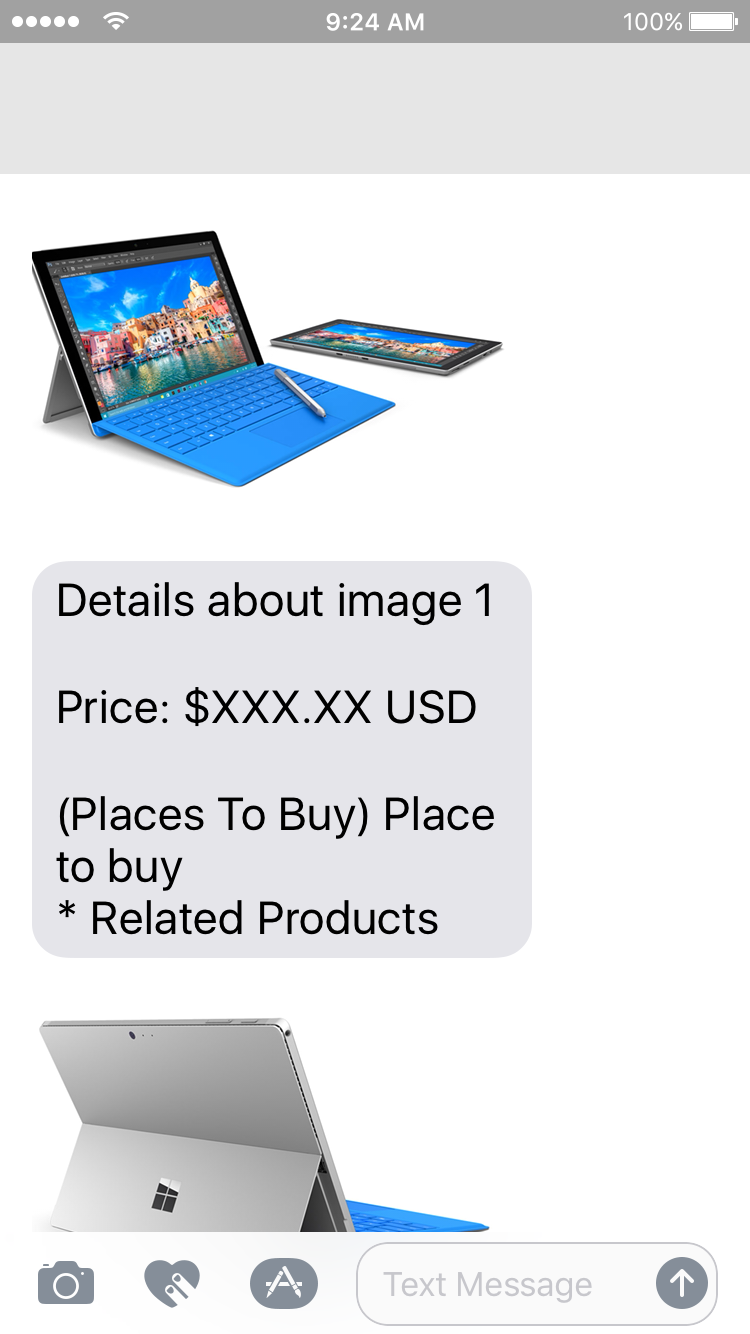 9:24 AM 100%
Details about image 1
Price: $XXX.XX USD
(Places To Buy) Place
to buy
* Related Products
Text Message